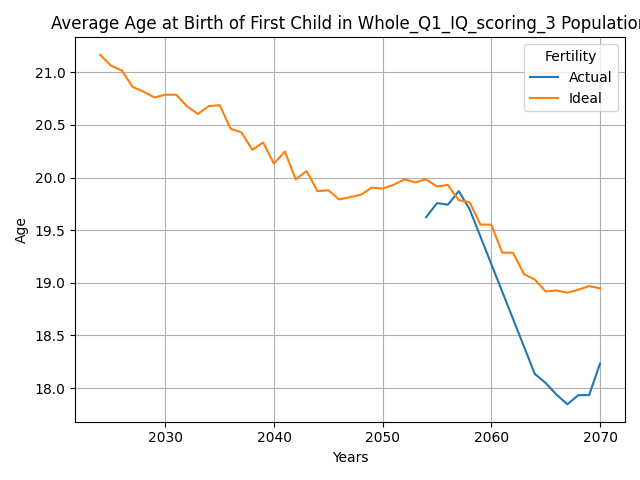 Average Age at Birth of First Child in Whole_Q1_IQ_scoring_3 Population
Fertility
Actual
Ideal
21.0
20.5
20.0
19.5
19.0
18.5
18.0
Age
2030
2040
2050
2060
2070
Years